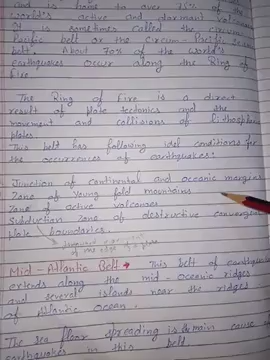 and is home to over 75% of the
world's active and dormant volcanoes
It is sometimes called the circum
Pacific belt or the Circum-Pacific Seismic
belt. About 90% of the World's
earthquakes occur along the Ring of
Fire
The Ring of Fire is a direct
result of plate tectonics and the
movement and collisions of lithospheric
plates
This belt has following idel conditions for
the occurrences of earthquakes:
Junction of continental and oceanic margins
Zone of Young fold mountains
Zone of active volcanoes
Subduction zone of destructive convergent
plate boundaries.
Mid-Atlantic Belt → This belt of earthquakes
extends along the mid-oceanic ridges
and several islands near the ridges
of Atlantic Ocean.
The sea floor spreading is the main cause of
earthquakes in this belt